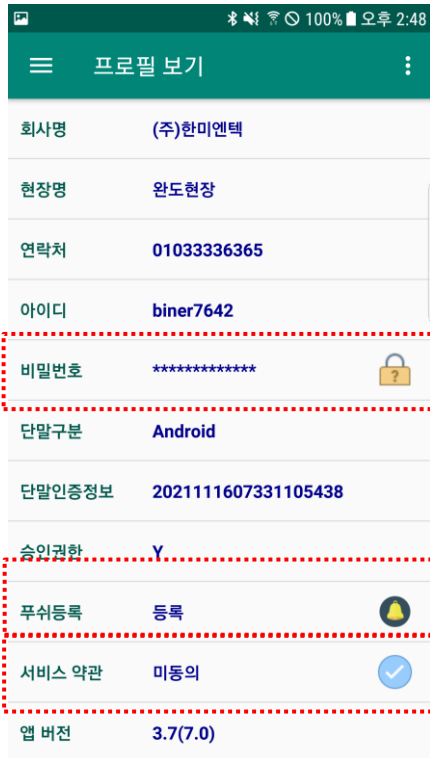 100% 오후 2:48
프로필 보기
회사명 (주)한미엔텍
현장명 완도현장
연락처 01033336365
아이디 biner7642
비밀번호 ************* ?
단말구분 Android
단말인증정보 2021111607331105438
승인권한 Y
푸쉬등록 등록
서비스 약관 미동의
앱 버전 3.7(7.0)